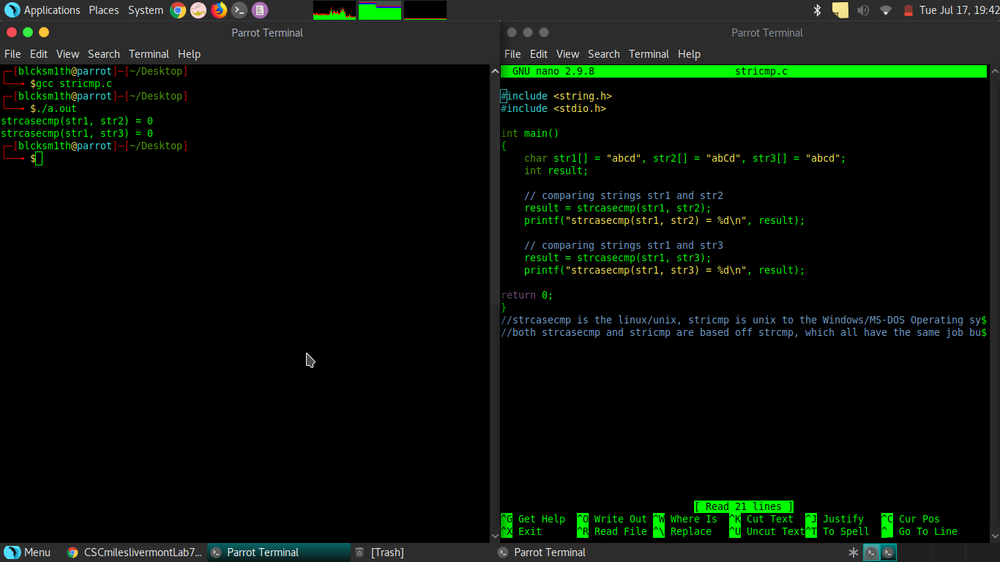 Applications Places System Tue Jul 17, 19:42
Parrot Terminal
File Edit View Search Terminal Help
┌─[blcksm1th@parrot]─[~/Desktop]
└──╼ $gcc stricmp.c
┌─[blcksm1th@parrot]─[~/Desktop]
└──╼ $./a.out
strcasecmp(str1, str2) = 0
strcasecmp(str1, str3) = 0
┌─[blcksm1th@parrot]─[~/Desktop]
└──╼ $
Parrot Terminal
File Edit View Search Terminal Help
GNU nano 2.9.8 stricmp.c
#include <string.h>
#include <stdio.h>
int main()
{
    char str1[] = "abcd", str2[] = "abCd", str3[] = "abcd";
    int result;
    // comparing strings str1 and str2
    result = strcasecmp(str1, str2);
    printf("strcasecmp(str1, str2) = %d\n", result);
    // comparing strings str1 and str3
    result = strcasecmp(str1, str3);
    printf("strcasecmp(str1, str3) = %d\n", result);
return 0;
}
//strcasecmp is the linux/unix, stricmp is unix to the Windows/MS-DOS Operating sy$
//both strcasecmp and stricmp are based off strcmp, which all have the same job bu$
[ Read 21 lines ]
^G Get Help ^O Write Out ^W Where Is ^K Cut Text ^J Justify ^C Cur Pos
^X Exit ^R Read File ^\ Replace ^U Uncut Text ^T To Spell ^_ Go To Line
Menu CSCmileslivermontLab7... Parrot Terminal [Trash] Parrot Terminal